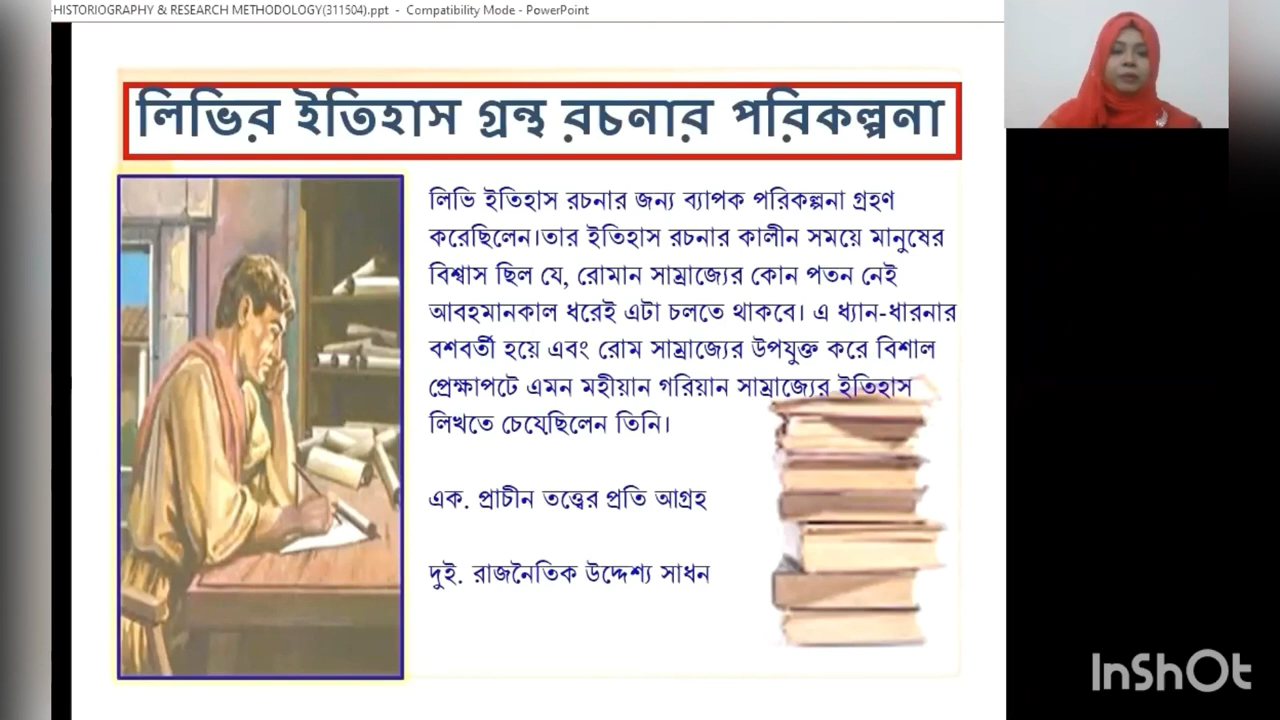 -HISTORIOGRAPHY & RESEARCH METHODOLOGY(311504).ppt - Compatibility Mode - PowerPoint
লিভির ইতিহাস গ্রন্থ রচনার পরিকল্পনা
লিভি ইতিহাস রচনার জন্য ব্যাপক পরিকল্পনা গ্রহণ
করেছিলেন।তার ইতিহাস রচনার কালীন সময়ে মানুষের
বিশ্বাস ছিল যে, রোমান সাম্রাজ্যের কোন পতন নেই
আবহমানকাল ধরেই এটা চলতে থাকবে। এ ধ্যান-ধারনার
বশবর্তী হয়ে এবং রোম সাম্রাজ্যের উপযুক্ত করে বিশাল
প্রেক্ষাপটে এমন মহীয়ান গরিয়ান সাম্রাজ্যের ইতিহাস
লিখতে চেয়েছিলেন তিনি।
এক. প্রাচীন তত্ত্বের প্রতি আগ্রহ
দুই. রাজনৈতিক উদ্দেশ্য সাধন
InShOt